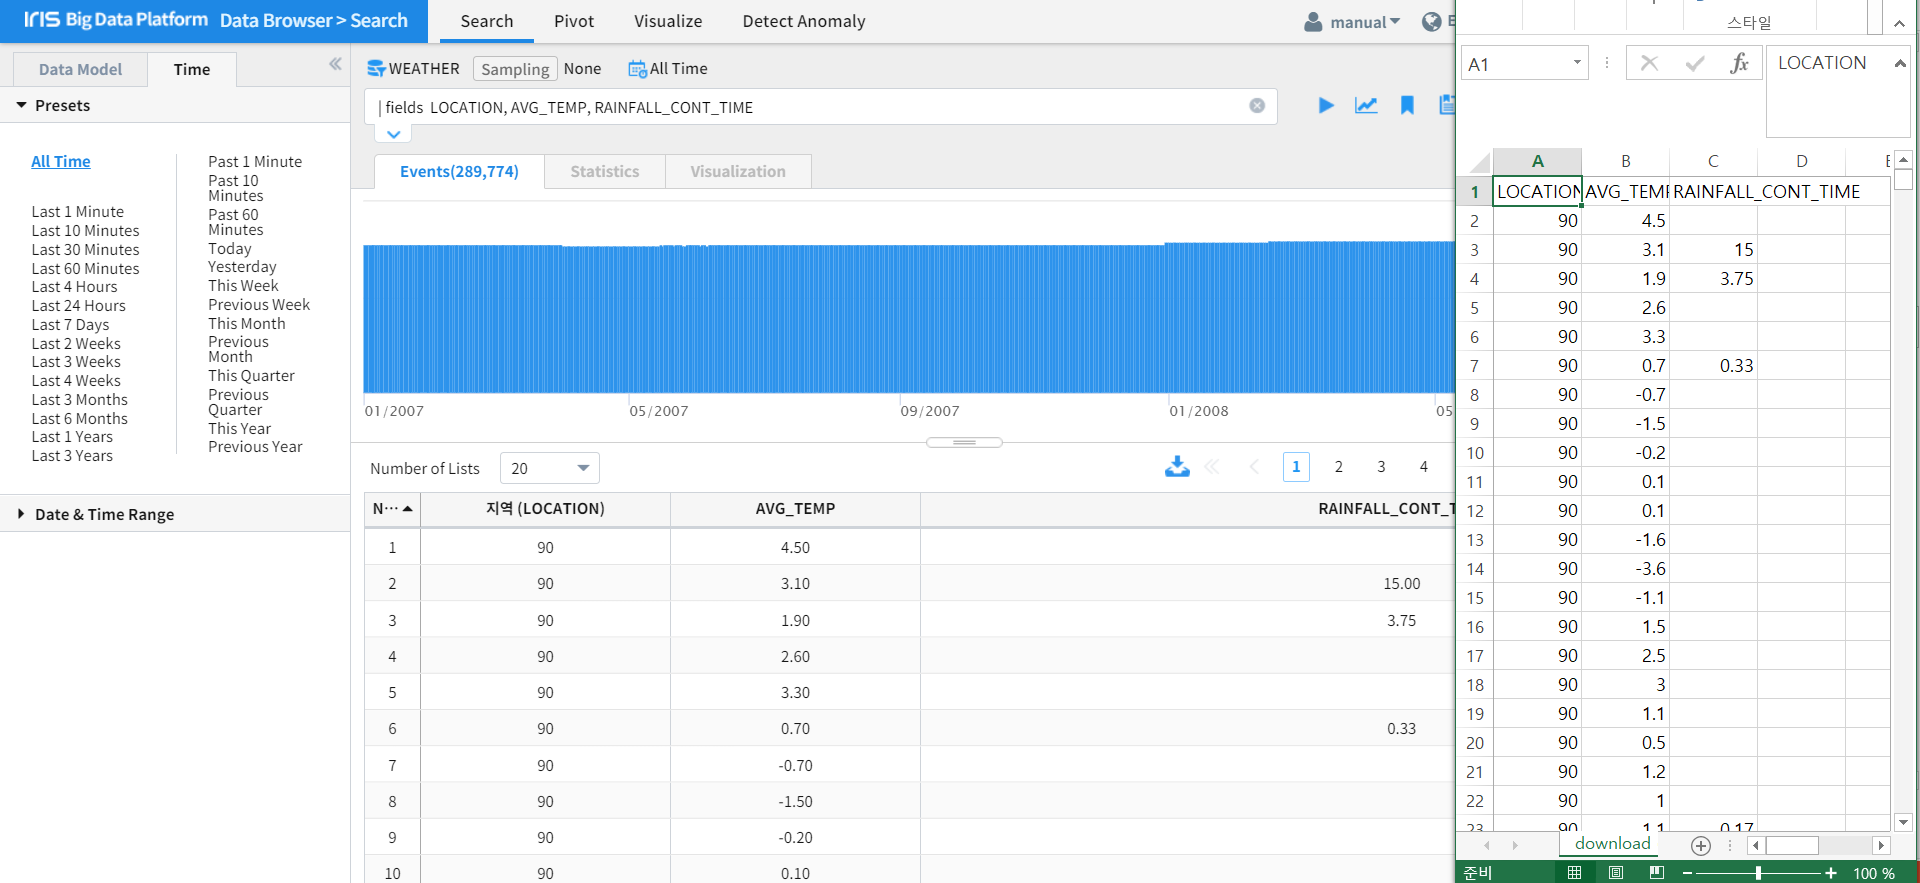 IRIS Big Data Platform Data Browser > Search
Search Pivot Visualize Detect Anomaly
manual
Data Model Time
Presets
All Time
Last 1 Minute
Last 10 Minutes
Last 30 Minutes
Last 60 Minutes
Last 4 Hours
Last 24 Hours
Last 7 Days
Last 2 Weeks
Last 3 Weeks
Last 4 Weeks
Last 3 Months
Last 6 Months
Last 1 Years
Last 3 Years
Past 1 Minute
Past 10
Minutes
Past 60
Minutes
Today
Yesterday
This Week
Previous Week
This Month
Previous
Month
This Quarter
Previous
Quarter
This Year
Previous Year
Date & Time Range
WEATHER Sampling None All Time
| fields LOCATION, AVG_TEMP, RAINFALL_CONT_TIME
Events(289,774) Statistics Visualization
01/2007 05/2007 09/2007 01/2008 05
Number of Lists 20 1 2 3 4
N··· 지역 (LOCATION) AVG_TEMP RAINFALL_CONT_T
1 90 4.50
2 90 3.10 15.00
3 90 1.90 3.75
4 90 2.60
5 90 3.30
6 90 0.70 0.33
7 90 -0.70
8 90 -1.50
9 90 -0.20
10 90 0.10
스타일
A1 fx LOCATION
A B C D E
1 LOCATION AVG_TEMP RAINFALL_CONT_TIME
2 90 4.5
3 90 3.1 15
4 90 1.9 3.75
5 90 2.6
6 90 3.3
7 90 0.7 0.33
8 90 -0.7
9 90 -1.5
10 90 -0.2
11 90 0.1
12 90 0.1
13 90 -1.6
14 90 -3.6
15 90 -1.1
16 90 1.5
17 90 2.5
18 90 3
19 90 1.1
20 90 0.5
21 90 1.2
22 90 1
23 90 1.1 0.17
download
준비 100 %